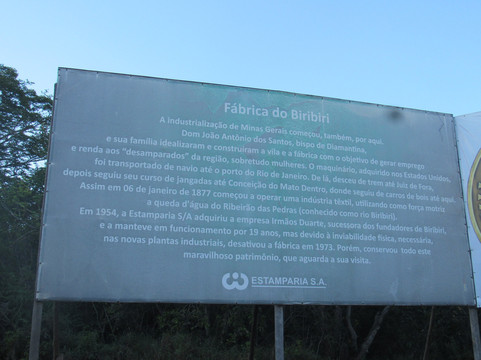 Fábrica do Biribiri
A industrialização de Minas Gerais começou, também, por aqui.
Dom João Antônio dos Santos, bispo de Diamantina,
e sua família idealizaram e construíram a vila e a fábrica com o objetivo de gerar emprego
e renda aos "desamparados" da região, sobretudo mulheres. O maquinário, adquirido nos Estados Unidos,
foi transportado de navio até o porto do Rio de Janeiro. De lá, desceu de trem até Juiz de Fora,
depois seguiu seu curso de jangadas até Conceição do Mato Dentro, donde seguiu de carros de bois até aqui.
Assim em 06 de janeiro de 1877 começou a operar uma indústria têxtil, utilizando como força motriz
a queda d'água do Ribeirão das Pedras (conhecido como rio Biribiri).
Em 1954, a Estamparia S/A adquiriu a empresa Irmãos Duarte, sucessora dos fundadores de Biribiri,
e a manteve em funcionamento por 19 anos, mas devido à inviabilidade física, necessária,
nas novas plantas industriais, desativou a fábrica em 1973. Porém, conservou todo este
maravilhoso patrimônio, que aguarda a sua visita.
ESTAMPARIA S.A.